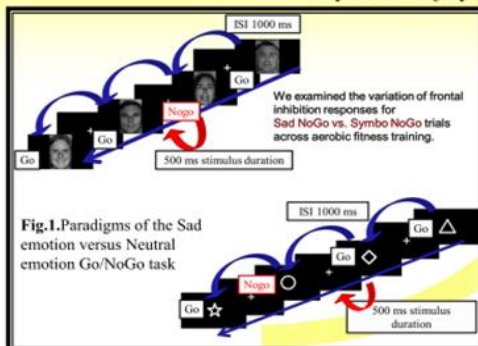 ISI 1000 ms
Go
Nogo
Go
Go
500 ms stimulus duration
We examined the variation of frontal
inhibition responses for
Sad NoGo vs. Symbo NoGo trials
across aerobic fitness training.
Fig.1.Paradigms of the Sad
emotion versus Neutral
emotion Go/NoGo task
ISI 1000 ms
Go
Go
Nogo
Go
500 ms stimulus
duration